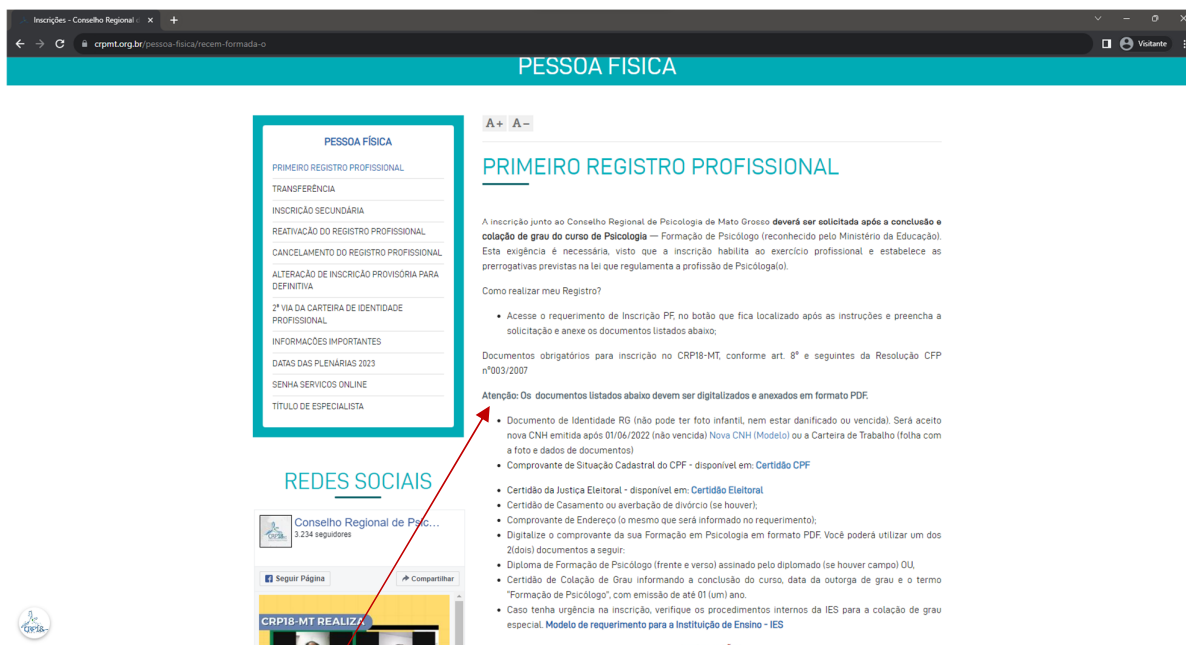 Inscrições - Conselho Regional d
crpmt.org.br/pessoa-fisica/recem-formada-o
Visitante
PESSOA FÍSICA
PESSOA FÍSICA
PRIMEIRO REGISTRO PROFISSIONAL
TRANSFERÊNCIA
INSCRIÇÃO SECUNDÁRIA
REATIVAÇÃO DO REGISTRO PROFISSIONAL
CANCELAMENTO DO REGISTRO PROFISSIONAL
ALTERAÇÃO DE INSCRIÇÃO PROVISÓRIA PARA
DEFINITIVA
2ª VIA DA CARTEIRA DE IDENTIDADE
PROFISSIONAL
INFORMAÇÕES IMPORTANTES
DATAS DAS PLENÁRIAS 2023
SENHA SERVIÇOS ONLINE
TÍTULO DE ESPECIALISTA
REDES SOCIAIS
Conselho Regional de Psic...
3.234 seguidores
Seguir Página
Compartilhar
CRP18-MT REALIZA
CRP18-
A+ A-
PRIMEIRO REGISTRO PROFISSIONAL
A inscrição junto ao Conselho Regional de Psicologia de Mato Grosso deverá ser solicitada após a conclusão e
colação de grau do curso de Psicologia — Formação de Psicólogo (reconhecido pelo Ministério da Educação).
Esta exigência é necessária, visto que a inscrição habilita ao exercício profissional e estabelece as
prerrogativas previstas na lei que regulamenta a profissão de Psicóloga(o).
Como realizar meu Registro?
• Acesse o requerimento de Inscrição PF, no botão que fica localizado após as instruções e preencha a
solicitação e anexe os documentos listados abaixo;
Documentos obrigatórios para inscrição no CRP18-MT, conforme art. 8º e seguintes da Resolução CFP
nº003/2007
Atenção: Os documentos listados abaixo devem ser digitalizados e anexados em formato PDF.
• Documento de Identidade RG (não pode ter foto infantil, nem estar danificado ou vencida). Será aceito
nova CNH emitida após 01/06/2022 (não vencida) Nova CNH (Modelo) ou a Carteira de Trabalho (folha com
a foto e dados de documentos)
• Comprovante de Situação Cadastral do CPF - disponível em: Certidão CPF
• Certidão da Justiça Eleitoral - disponível em: Certidão Eleitoral
• Certidão de Casamento ou averbação de divórcio (se houver);
• Comprovante de Endereço (o mesmo que será informado no requerimento);
• Digitalize o comprovante da sua Formação em Psicologia em formato PDF. Você poderá utilizar um dos
2(dois) documentos a seguir:
• Diploma de Formação de Psicólogo (frente e verso) assinado pelo diplomado (se houver campo) OU,
• Certidão de Colação de Grau informando a conclusão do curso, data da outorga de grau e o termo
"Formação de Psicólogo", com emissão de até 01 (um) ano.
• Caso tenha urgência na inscrição, verifique os procedimentos internos da IES para a colação de grau
especial. Modelo de requerimento para a Instituição de Ensino - IES